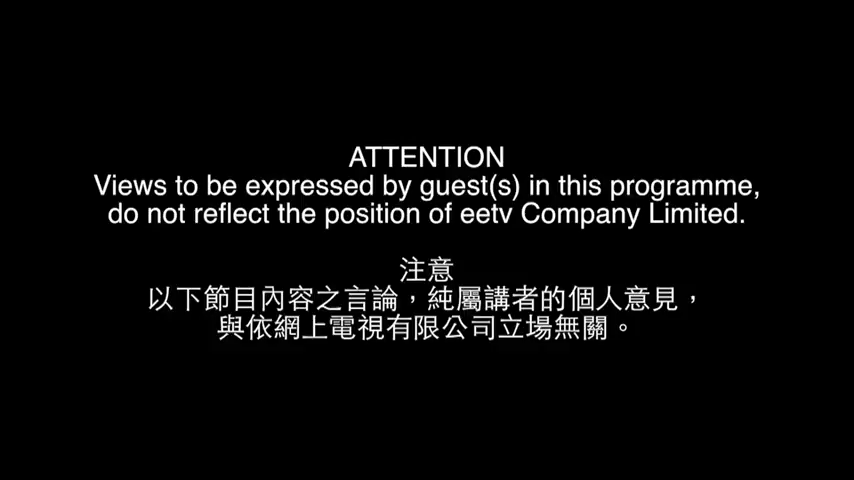 ATTENTION
Views to be expressed by guest(s) in this programme,
do not reflect the position of eetv Company Limited.
注意
以下節目內容之言論，純屬講者的個人意見，
與依網上電視有限公司立場無關。